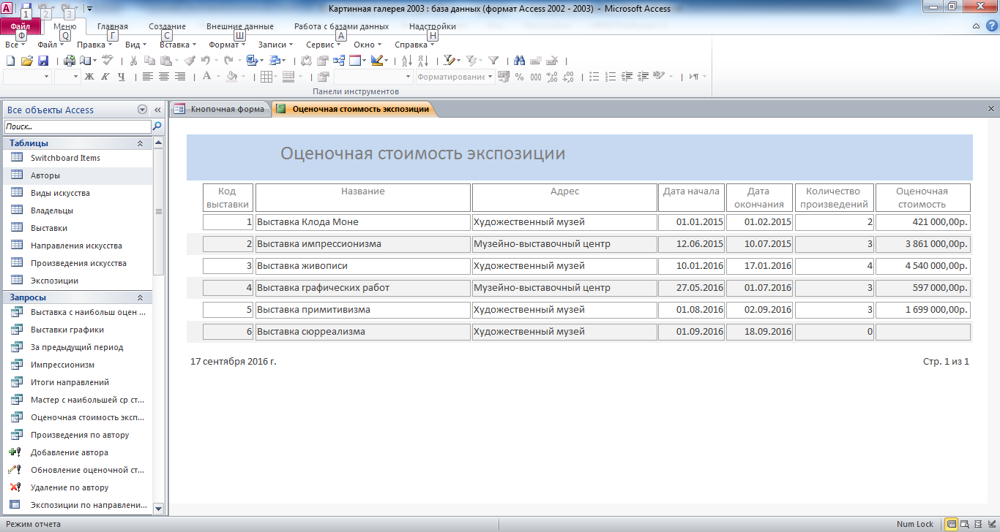 Картинная галерея 2003 : база данных (формат Access 2002 - 2003) - Microsoft Access
1 2 3
Файл Меню Главная Создание Внешние данные Работа с базами данных Надстройки
Ф Q Г С Ш А Н
Все Файл Правка Вид Вставка Формат Записи Сервис Окно Справка
Ж К Ч Форматирование % 000
Панели инструментов
Все объекты Access
Кнопочная форма
Оценочная стоимость экспозиции
Поиск...
Таблицы
Switchboard Items
Авторы
Виды искусства
Владельцы
Выставки
Направления искусства
Произведения искусства
Экспозиции
Запросы
Выставка с наибольш оцен ...
Выставки графики
За предыдущий период
Импрессионизм
Итоги направлений
Мастер с наибольшей ср ст...
Оценочная стоимость эксп...
Произведения по автору
Добавление автора
Обновление оценочной ст...
Удаление по автору
Экспозиции по направлени...
Оценочная стоимость экспозиции
Код выставки Название Адрес Дата начала Дата окончания Количество произведений Оценочная стоимость
1 Выставка Клода Моне Художественный музей 01.01.2015 01.02.2015 2 421 000,00р.
2 Выставка импрессионизма Музейно-выставочный центр 12.06.2015 10.07.2015 3 3 861 000,00р.
3 Выставка живописи Художественный музей 10.01.2016 17.01.2016 4 4 540 000,00р.
4 Выставка графических работ Музейно-выставочный центр 27.05.2016 01.07.2016 3 597 000,00р.
5 Выставка примитивизма Художественный музей 01.08.2016 02.09.2016 3 1 699 000,00р.
6 Выставка сюрреализма Художественный музей 01.09.2016 18.09.2016 0
17 сентября 2016 г. Стр. 1 из 1
Режим отчета Num Lock